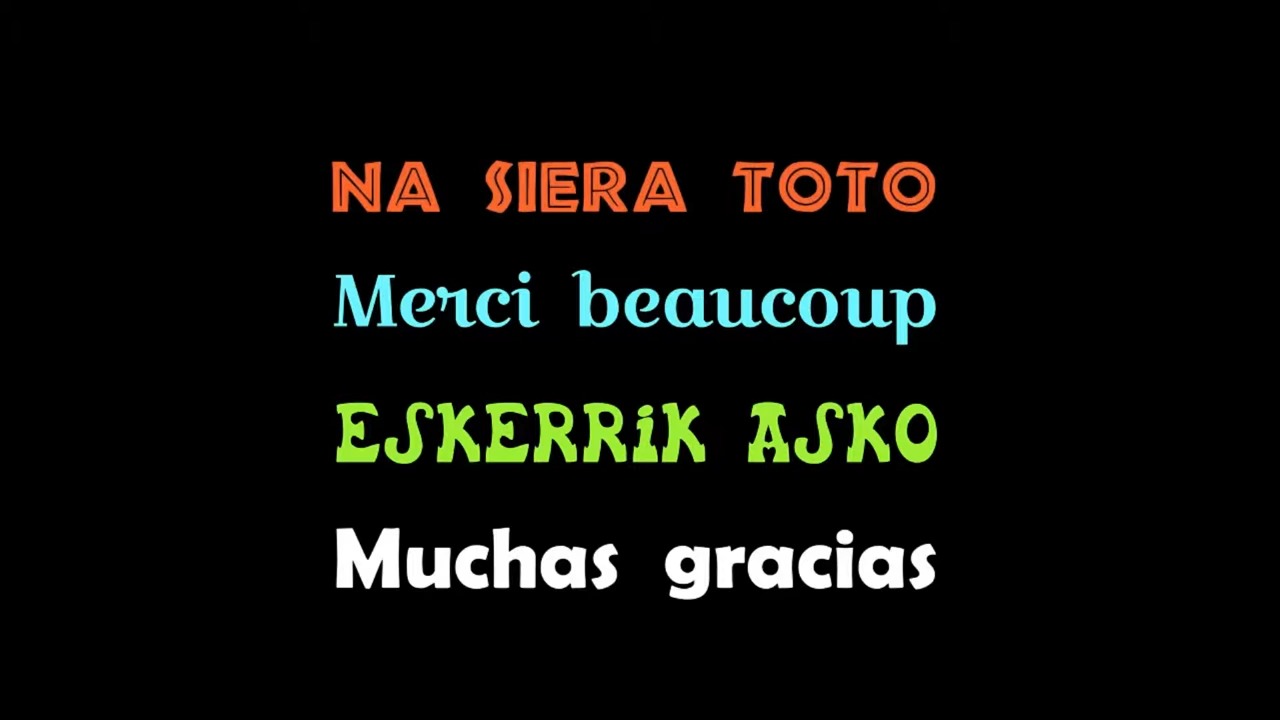 NA SIERA TOTO
Merci beaucoup
ESKERRiK ASKO
Muchas gracias